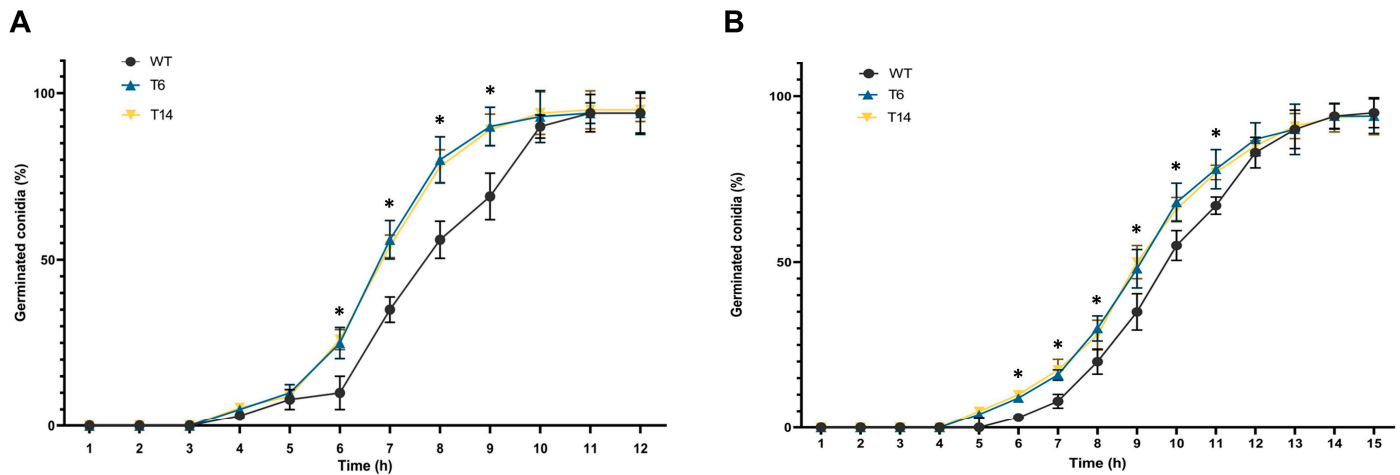 A
WT
T6
T14
Germinated conidia (%)
100
50
0
* * * *
1 2 3 4 5 6 7 8 9 10 11 12
Time (h)
B
WT
T6
T14
Germinated conidia (%)
100
50
0
* * * * * *
1 2 3 4 5 6 7 8 9 10 11 12 13 14 15
Time (h)